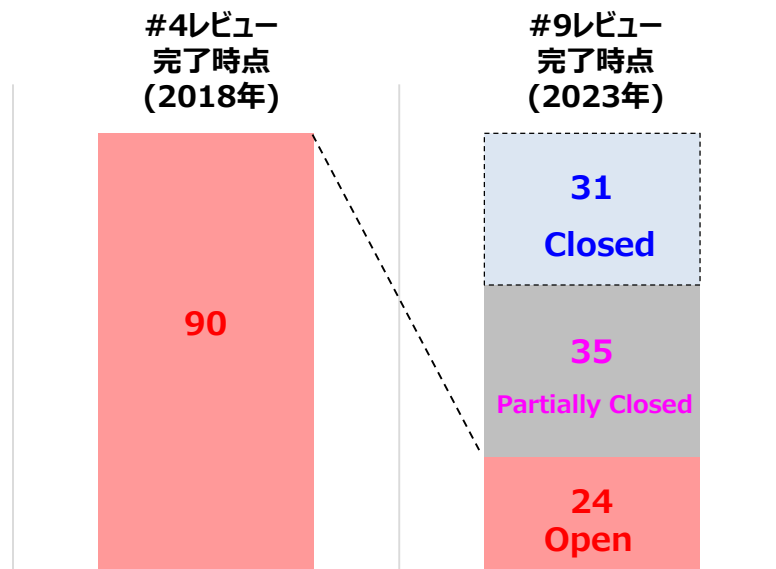 #4レビュー
完了時点
(2018年)
#9レビュー
完了時点
(2023年)
90
31
Closed
35
Partially Closed
24
Open